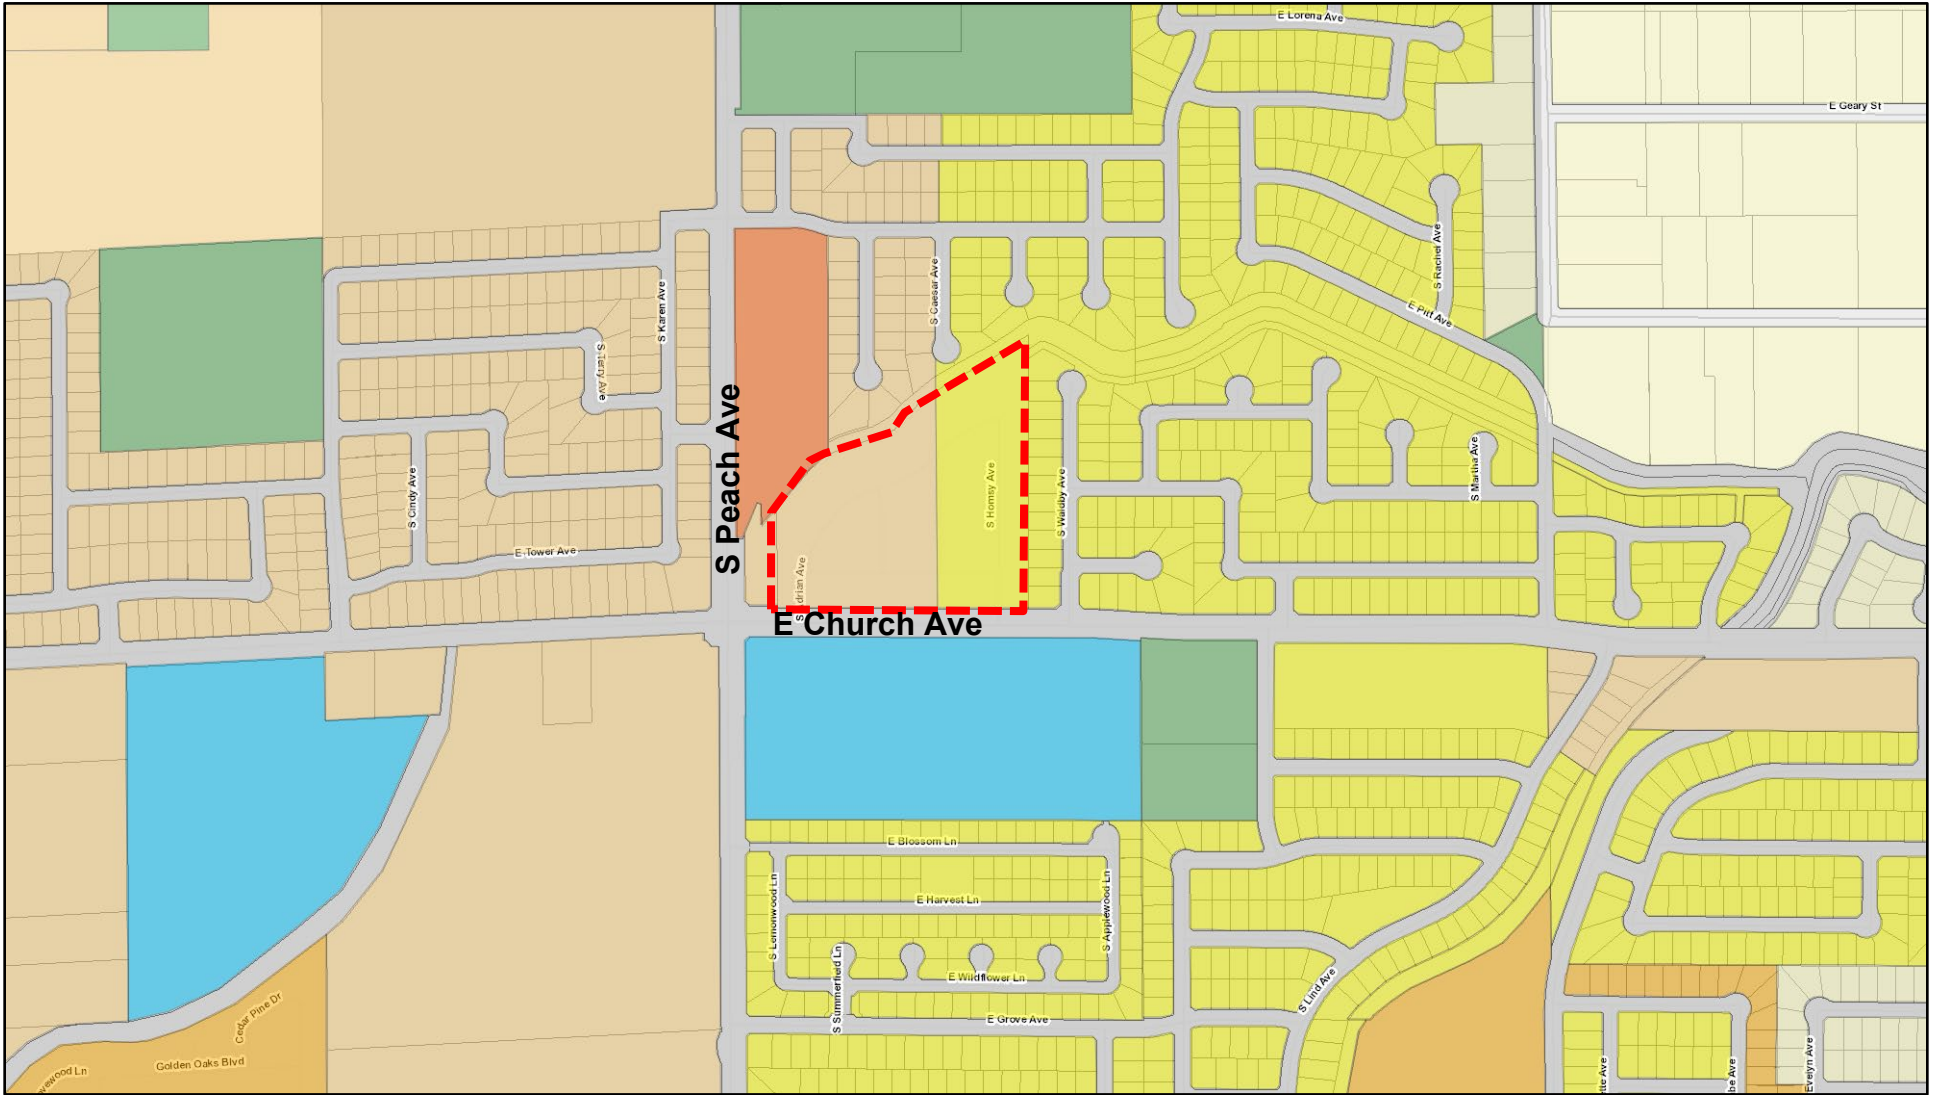 E Lorena Ave
E Geary St
S Rachel Ave
S Caesar Ave
S Karen Ave
E Pitt Ave
S Terry Ave
S Peach Ave
S Cindy Ave
S Hornsy Ave
S Waldby Ave
S Martha Ave
E Tower Ave
E Church Ave
E Blossom Ln
S Lemonwood Ln
E Harvest Ln
S Applewood Ln
S Summerfield Ln
E Wildflower Ln
S Lind Ave
E Grove Ave
Cedar Pine Dr
Golden Oaks Blvd
Evelyn Ave